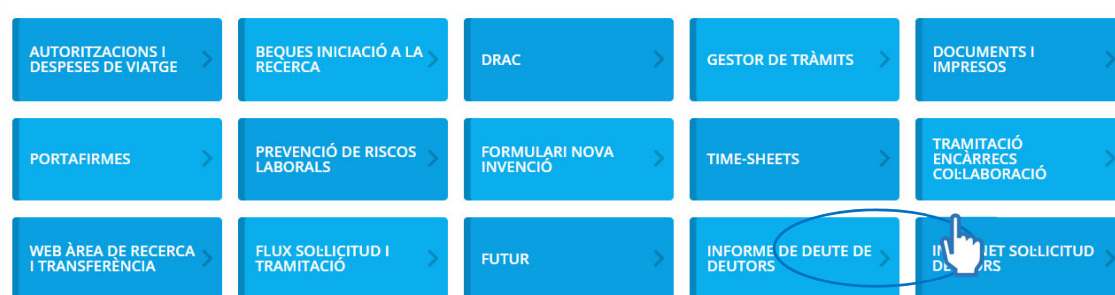 AUTORITZACIONS I
DESPESES DE VIATGE
BEQUES INICIACIÓ A LA
RECERCA
DRAC
GESTOR DE TRÀMITS
DOCUMENTS I
IMPRESOS
PORTAFIRMES
PREVENCIÓ DE RISCOS
LABORALS
FORMULARI NOVA
INVENCIÓ
TIME-SHEETS
TRAMITACIÓ
ENCÀRRECS
COL·LABORACIÓ
WEB ÀREA DE RECERCA
I TRANSFERÈNCIA
FLUX SOL·LICITUD I
TRAMITACIÓ
FUTUR
INFORME DE DEUTE DE
DEUTORS
SOL·LICITUD